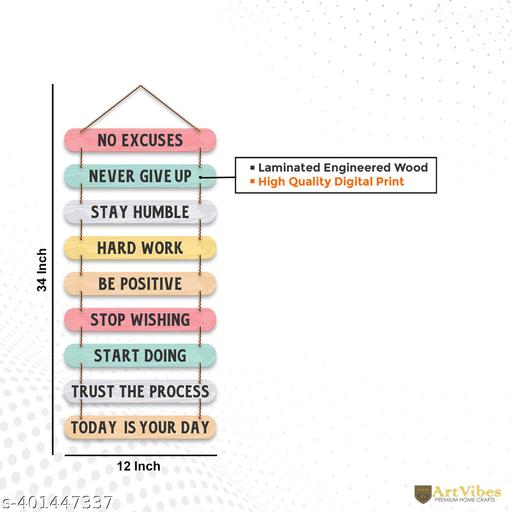 NO EXCUSES
NEVER GIVE UP
▪ Laminated Engineered Wood
▪ High Quality Digital Print
STAY HUMBLE
HARD WORK
34 Inch
BE POSITIVE
STOP WISHING
START DOING
TRUST THE PROCESS
TODAY IS YOUR DAY
12 Inch
s-401447337
ArtVibes
PREMIUM HOME CRAFTS